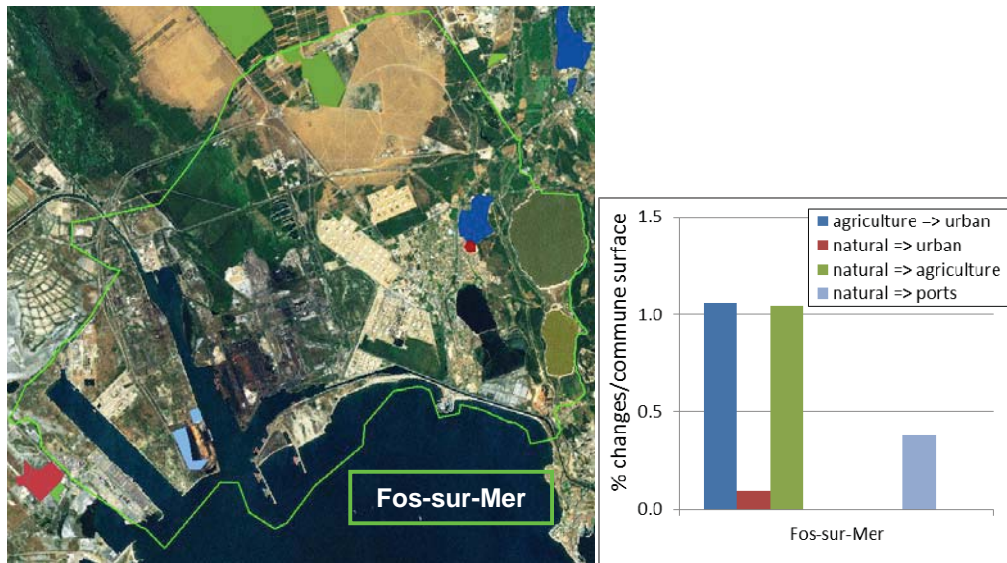 Fos-sur-Mer
% changes/commune surface
1.5
1.0
0.5
0.0
agriculture => urban
natural => urban
natural => agriculture
natural => ports
Fos-sur-Mer